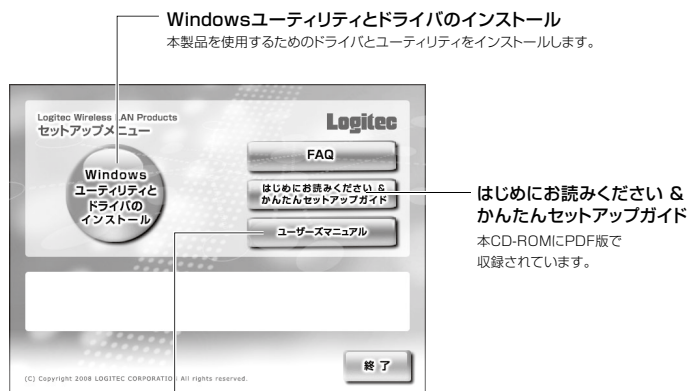 Windowsユーティリティとドライバのインストール
本製品を使用するためのドライバとユーティリティをインストールします。
Logitec Wireless LAN Products
セットアップメニュー
Logitec
Windows
ユーティリティと
ドライバの
インストール
FAQ
はじめにお読みください &
かんたんセットアップガイド
ユーザーズマニュアル
はじめにお読みください &
かんたんセットアップガイド
本CD-ROMにPDF版で
収録されています。
終了
(C) Copyright 2008 LOGITEC CORPORATION All rights reserved.